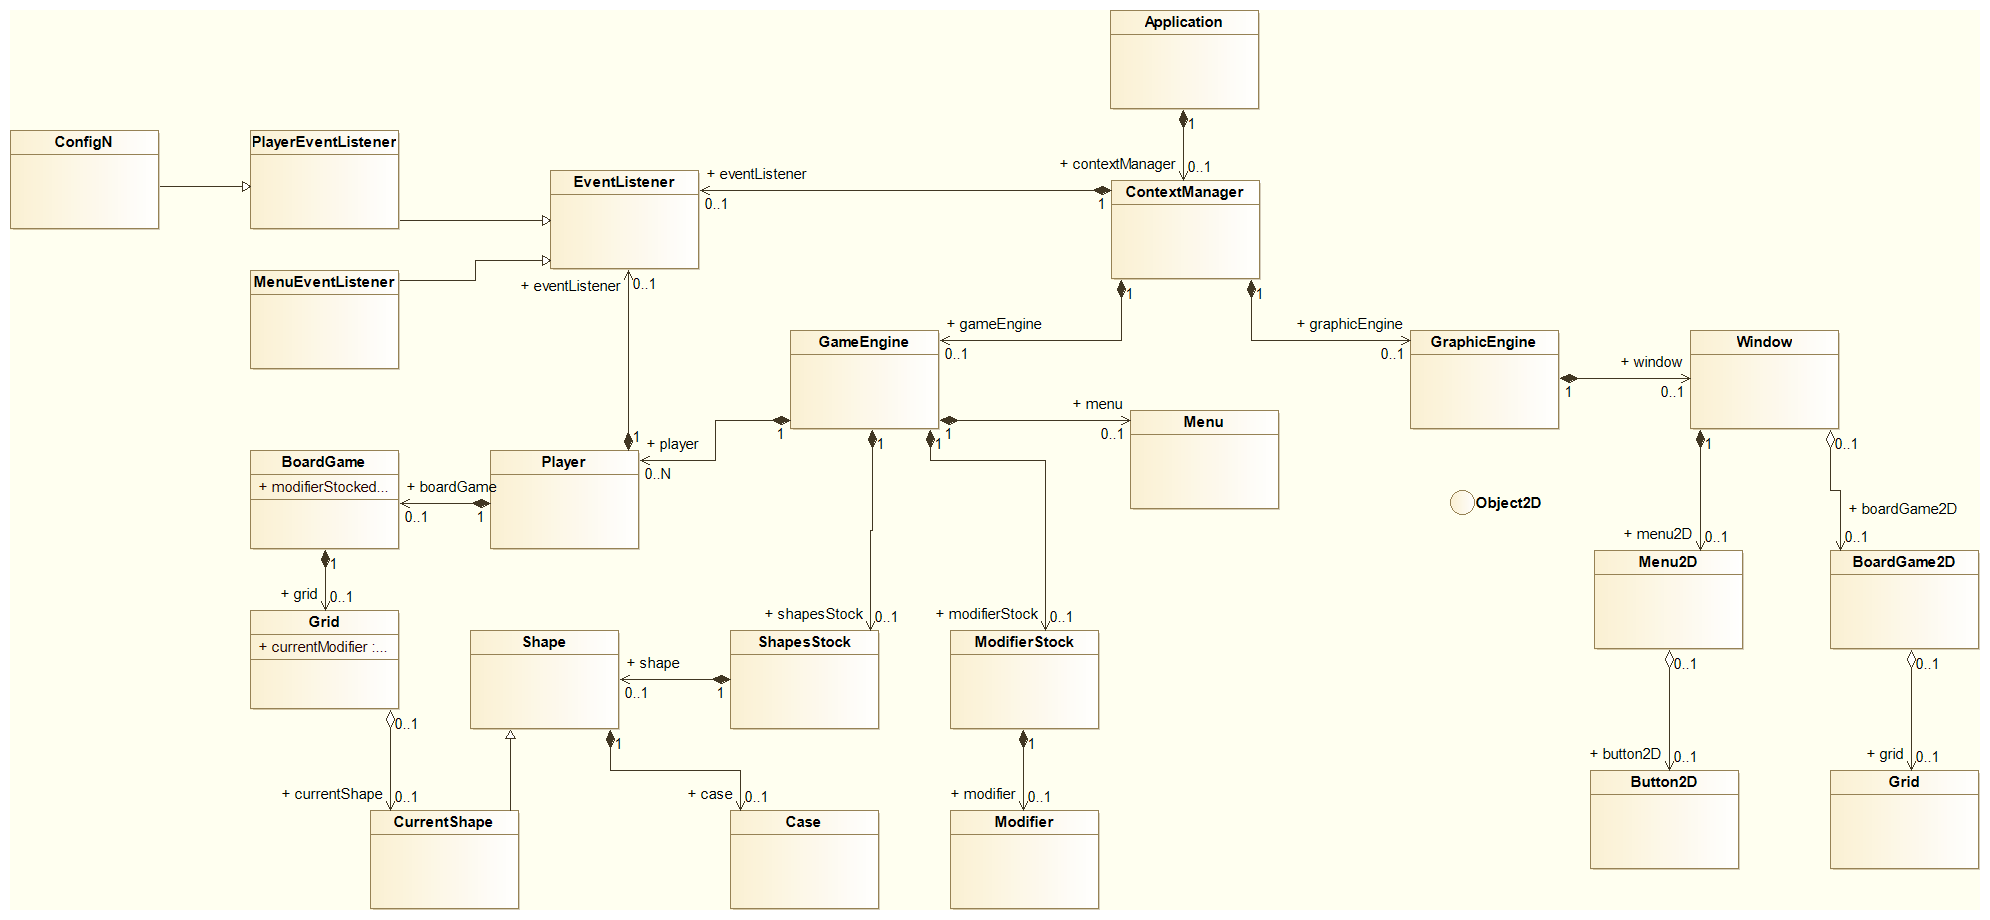 Application
1
+ contextManager
0..1
ConfigN
PlayerEventListener
EventListener
+ eventListener
0..1
1
ContextManager
MenuEventListener
+ eventListener
0..1
1
1
+ gameEngine
0..1
+ graphicEngine
0..1
GameEngine
GraphicEngine
1
+ window
0..1
Window
1
0..1
+ menu
1
0..1
Menu
1
+ player
0..N
1
1
1
BoardGame
+ modifierStocked...
+ boardGame
0..1
1
Player
Object2D
+ menu2D
0..1
+ boardGame2D
0..1
1
+ grid
0..1
Menu2D
BoardGame2D
Grid
+ currentModifier :...
+ shapesStock
0..1
+ modifierStock
0..1
Shape
+ shape
0..1
1
ShapesStock
ModifierStock
0..1
0..1
0..1
1
1
+ currentShape
0..1
+ case
0..1
+ modifier
0..1
+ button2D
0..1
+ grid
0..1
CurrentShape
Case
Modifier
Button2D
Grid